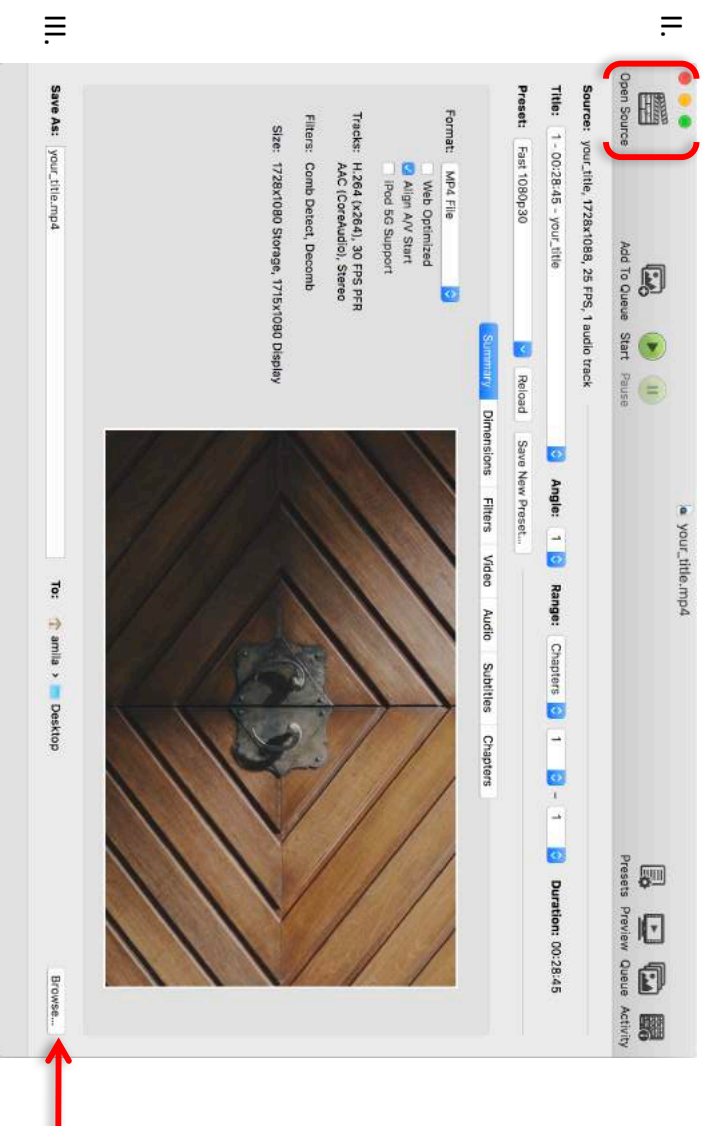 ii.
your_title.mp4
Open Source
Add To Queue
Start
Pause
Presets
Preview
Queue
Activity
Source: your_title, 1728x1088, 25 FPS, 1 audio track
Title: 1 - 00:28:45 - your_title
Angle: 1
Range: Chapters 1 - 1
Duration: 00:28:45
Preset: Fast 1080p30
Reload
Save New Preset...
Summary
Dimensions
Filters
Video
Audio
Subtitles
Chapters
Format: MP4 File
Web Optimized
Align A/V Start
iPod 5G Support
Tracks: H.264 (x264), 30 FPS PFR
AAC (CoreAudio), Stereo
Filters: Comb Detect, Decomb
Size: 1728x1080 Storage, 1715x1080 Display
iii.
Save As: your_title.mp4
To: amila > Desktop
Browse...